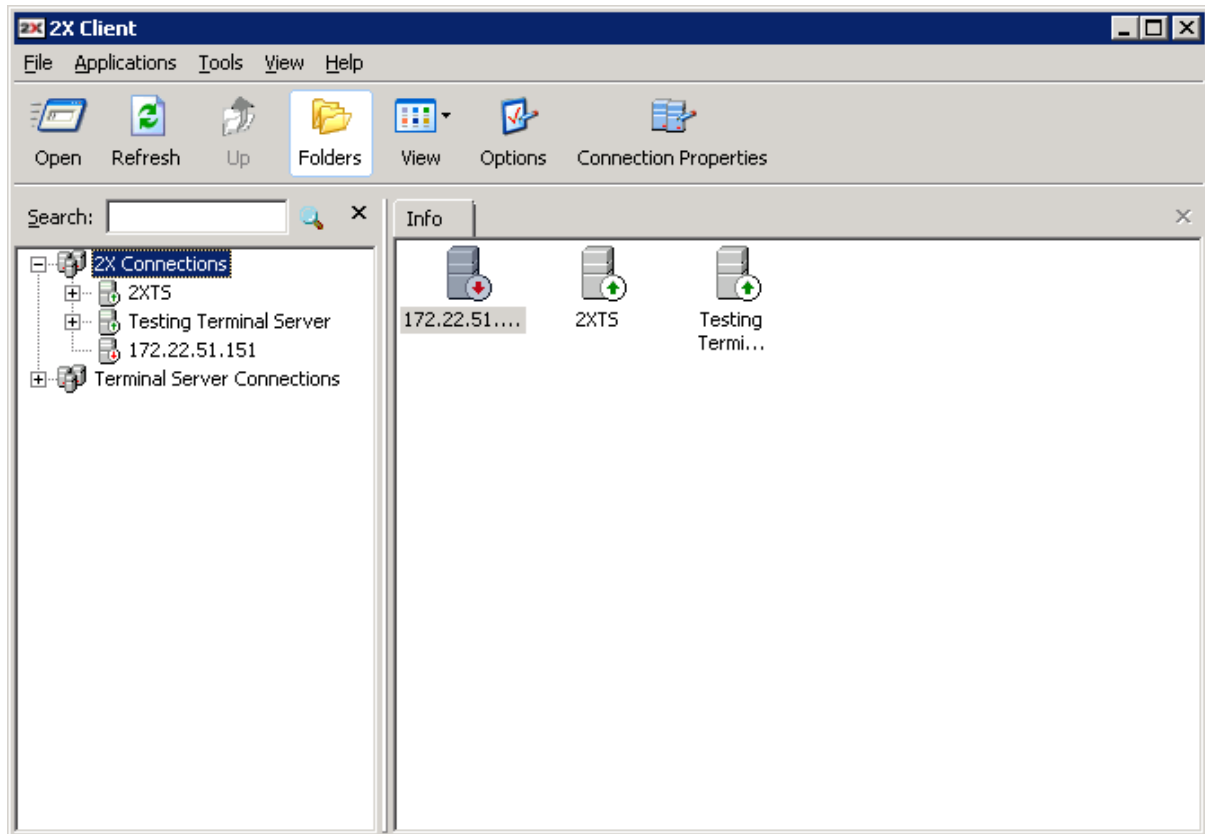 2X 2X Client
File Applications Tools View Help
Open Refresh Up Folders View Options Connection Properties
Search:
Info
2X Connections
2XTS
Testing Terminal Server
172.22.51.151
Terminal Server Connections
172.22.51.... 2XTS Testing
Termi...